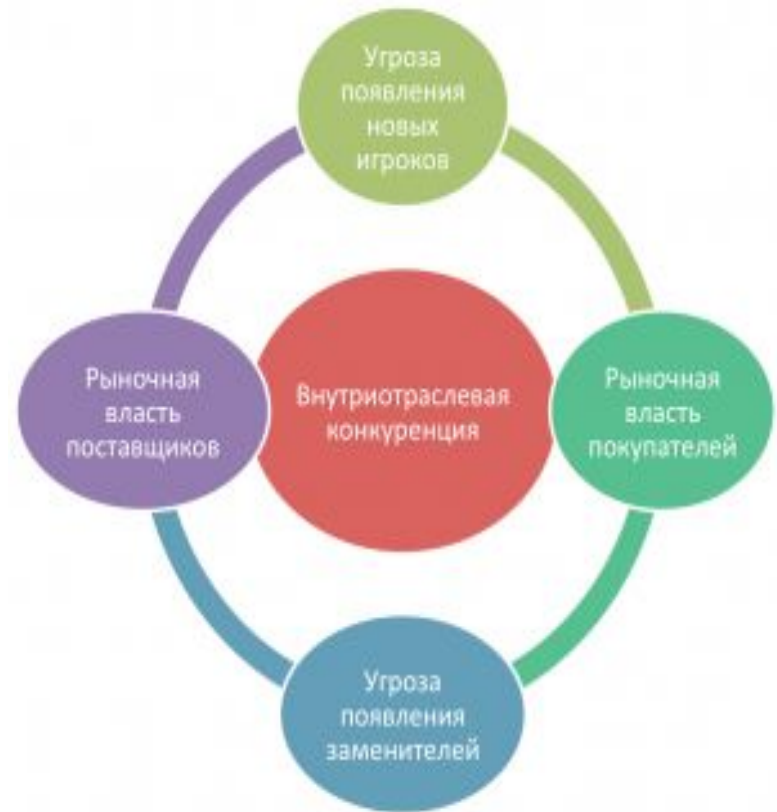 Угроза
появления
новых
игроков
Рыночная
власть
поставщиков
Внутриотраслевая
конкуренция
Рыночная
власть
покупателей
Угроза
появления
заменителей